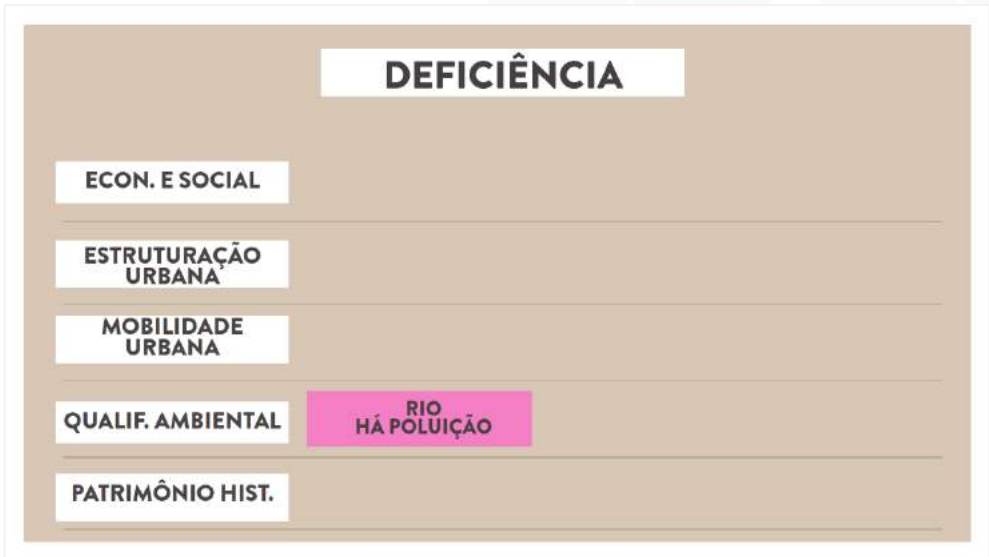 DEFICIÊNCIA
ECON. E SOCIAL
ESTRUTURAÇÃO
URBANA
MOBILIDADE
URBANA
QUALIF. AMBIENTAL
RIO
HÁ POLUIÇÃO
PATRIMÔNIO HIST.